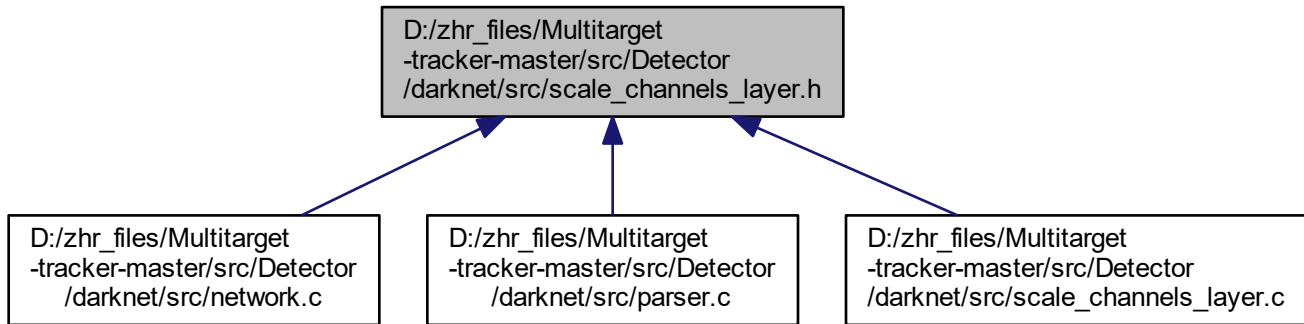 D:/zhr_files/Multitarget
-tracker-master/src/Detector
/darknet/src/scale_channels_layer.h
D:/zhr_files/Multitarget
-tracker-master/src/Detector
/darknet/src/network.c
D:/zhr_files/Multitarget
-tracker-master/src/Detector
/darknet/src/parser.c
D:/zhr_files/Multitarget
-tracker-master/src/Detector
/darknet/src/scale_channels_layer.c